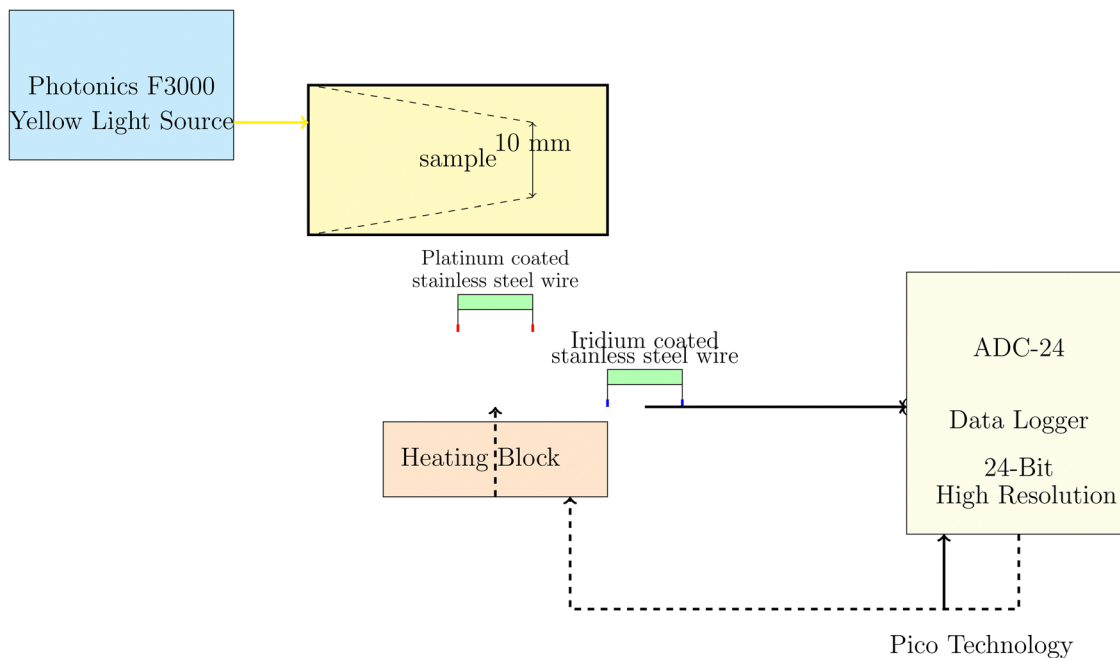 Photonics F3000
Yellow Light Source
10 mm
sample
Platinum coated
stainless steel wire
Iridium coated
stainless steel wire
ADC-24
Data Logger
24-Bit
High Resolution
Heating Block
Pico Technology